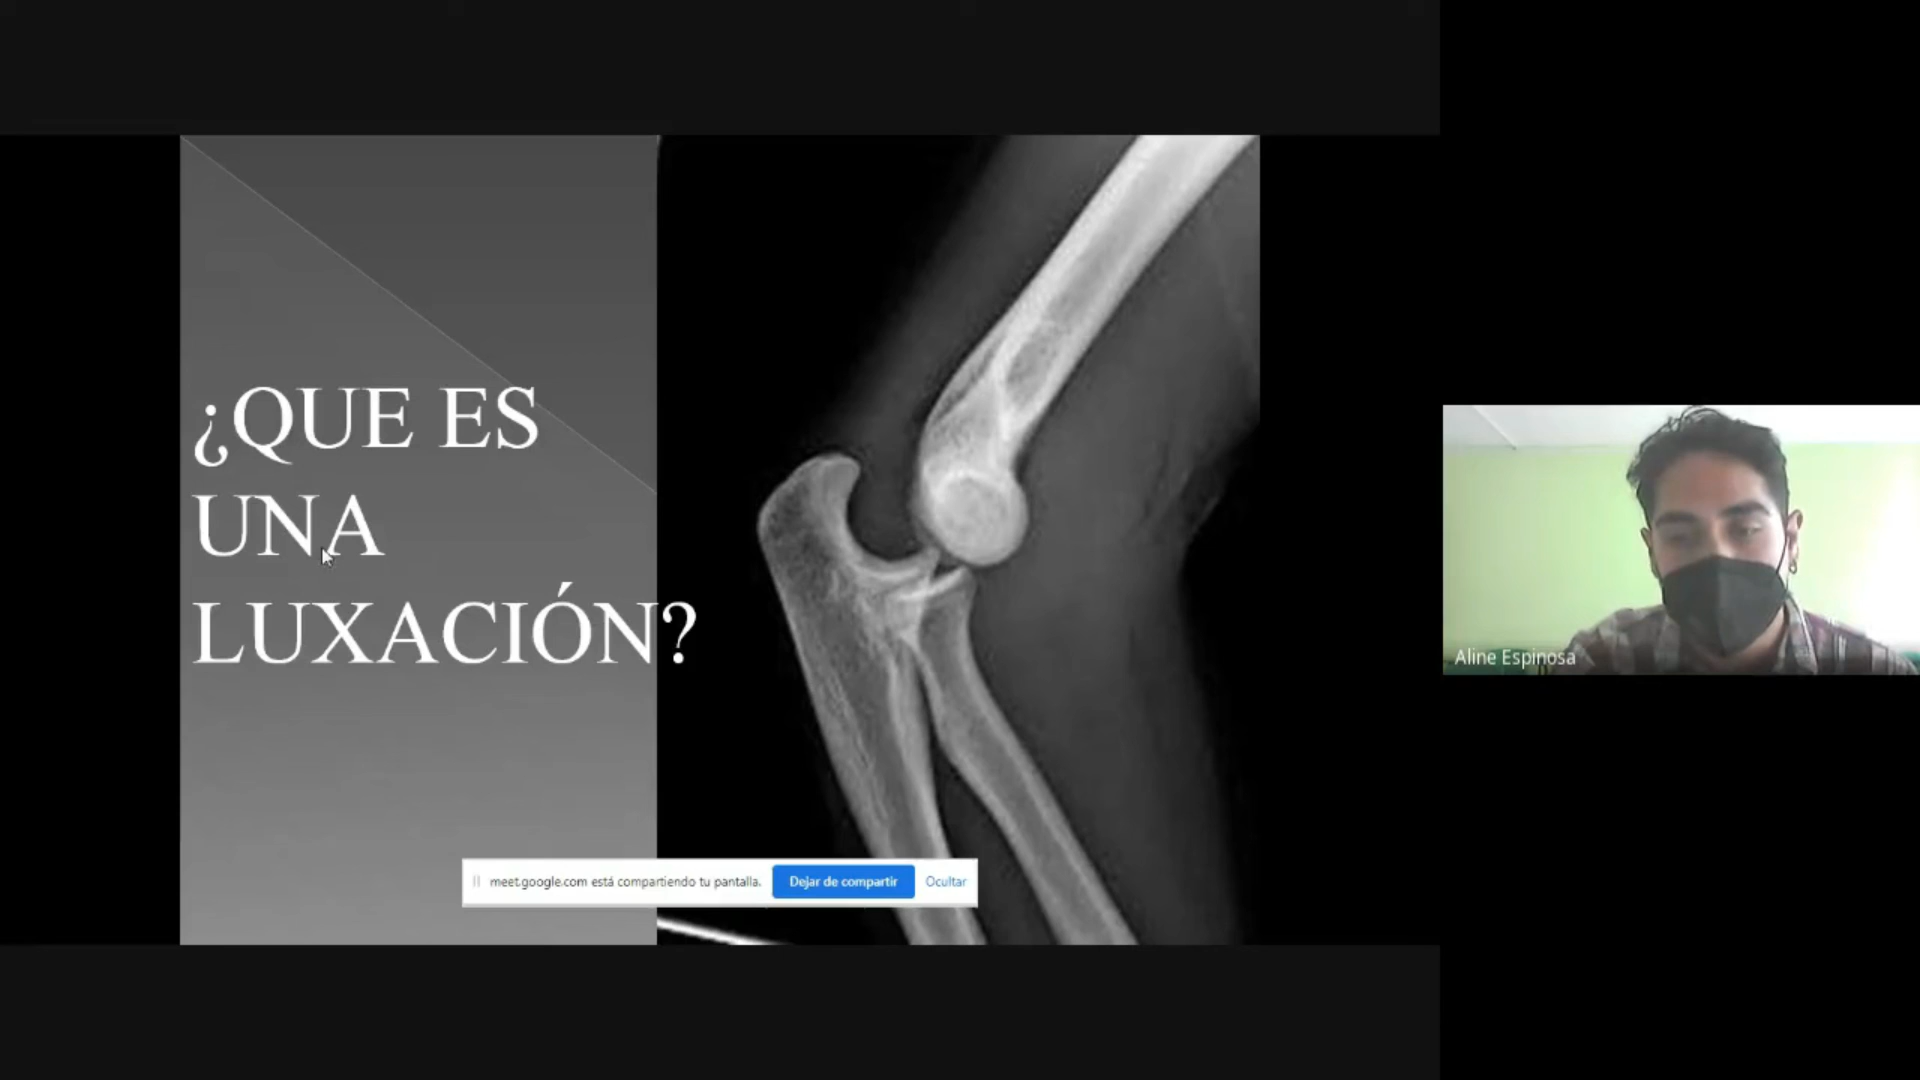 ¿QUE ES
UNA
LUXACIÓN?
meet.google.com está compartiendo tu pantalla.
Dejar de compartir
Ocultar
Aline Espinosa